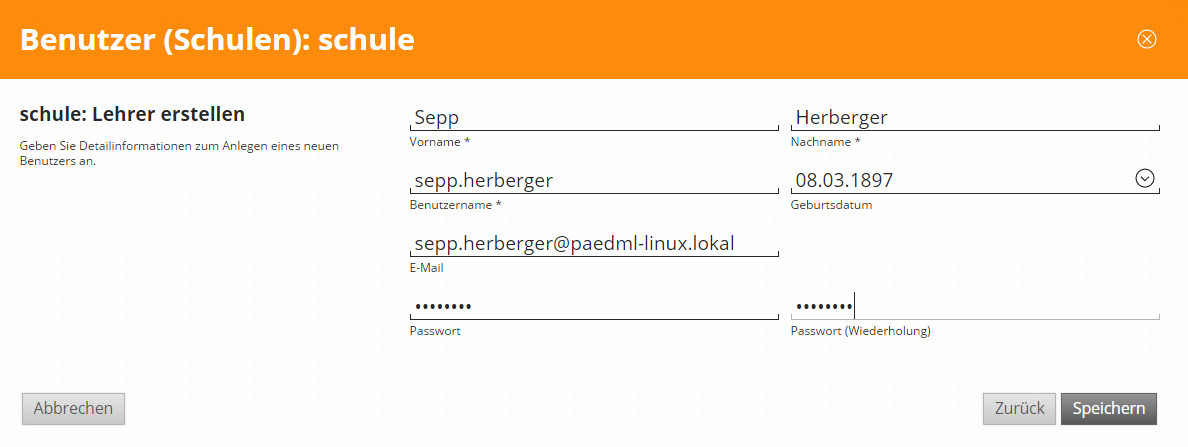 Benutzer (Schulen): schule
schule: Lehrer erstellen
Geben Sie Detailinformationen zum Anlegen eines neuen
Benutzers an.
Sepp
Herberger
Vorname *
Nachname *
sepp.herberger
08.03.1897
Benutzername *
Geburtsdatum
sepp.herberger@paedml-linux.lokal
E-Mail
••••••••
••••••••
Passwort
Passwort (Wiederholung)
Abbrechen
Zurück
Speichern